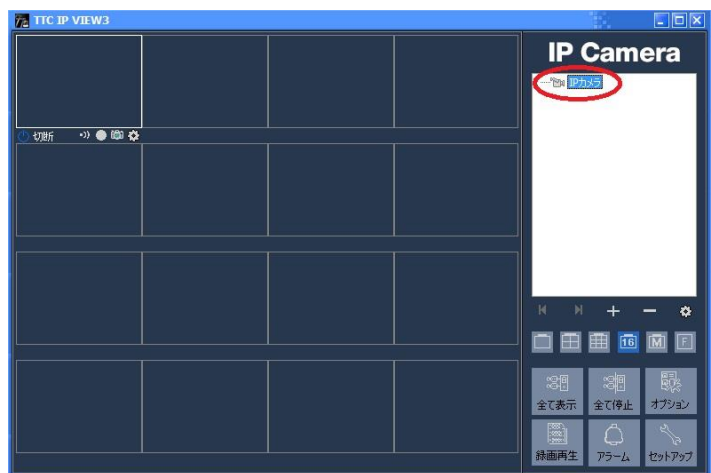 TTC IP VIEW3
IP Camera
IPカメラ
切断
16 M F
全て表示 全て停止 オプション
録画再生 アラーム セットアップ